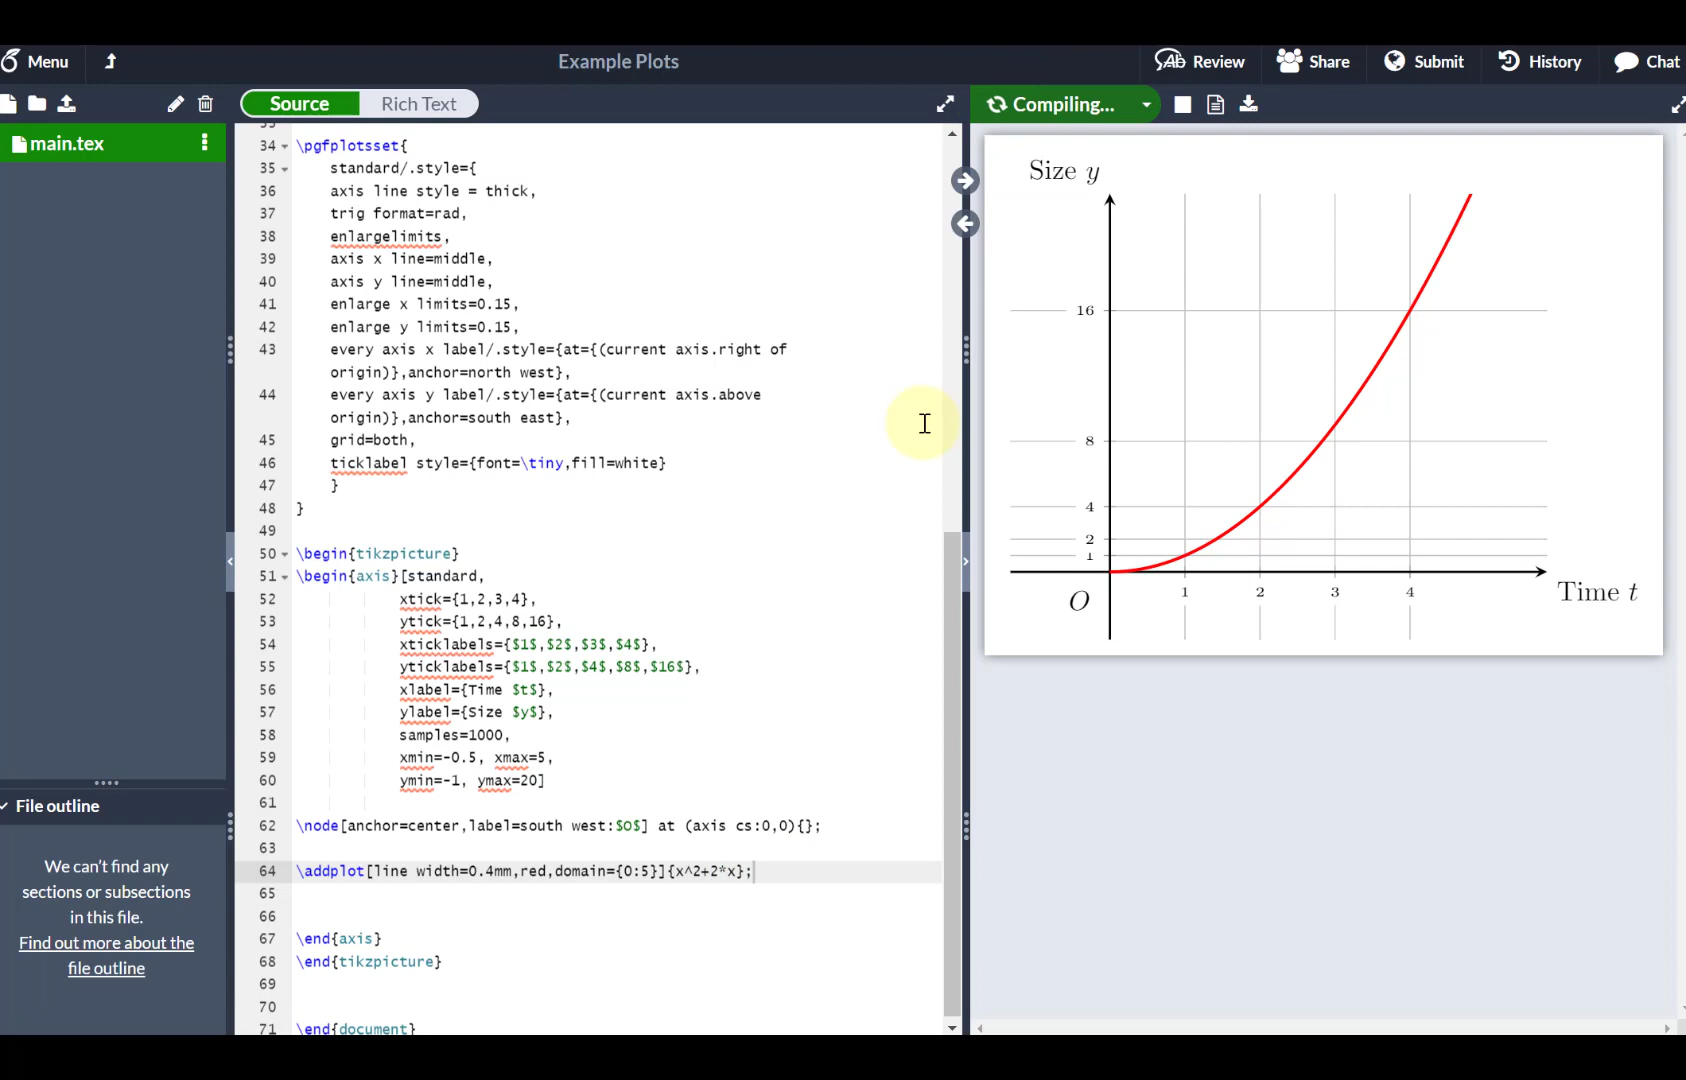 Menu
Example Plots
Review
Share
Submit
History
Chat
Source
Rich Text
Compiling...
main.tex
34 \pgfplotsset{
35 standard/.style={
36 axis line style = thick,
37 trig format=rad,
38 enlargelimits,
39 axis x line=middle,
40 axis y line=middle,
41 enlarge x limits=0.15,
42 enlarge y limits=0.15,
43 every axis x label/.style={at={(current axis.right of
origin)},anchor=north west},
44 every axis y label/.style={at={(current axis.above
origin)},anchor=south east},
45 grid=both,
46 ticklabel style={font=\tiny,fill=white}
47 }
48 }
49
50 \begin{tikzpicture}
51 \begin{axis}[standard,
52 xtick={1,2,3,4},
53 ytick={1,2,4,8,16},
54 xticklabels={$1$,$2$,$3$,$4$},
55 yticklabels={$1$,$2$,$4$,$8$,$16$},
56 xlabel={Time $t$},
57 ylabel={Size $y$},
58 samples=1000,
59 xmin=-0.5, xmax=5,
60 ymin=-1, ymax=20]
61
62 \node[anchor=center,label=south west:$O$] at (axis cs:0,0){};
63
64 \addplot[line width=0.4mm,red,domain={0:5}]{x^2+2*x};
65
66
67 \end{axis}
68 \end{tikzpicture}
69
70
71 \end{document}
File outline
We can't find any
sections or subsections
in this file.
Find out more about the
file outline
Size y
16
8
4
2
1
O
1 2 3 4
Time t